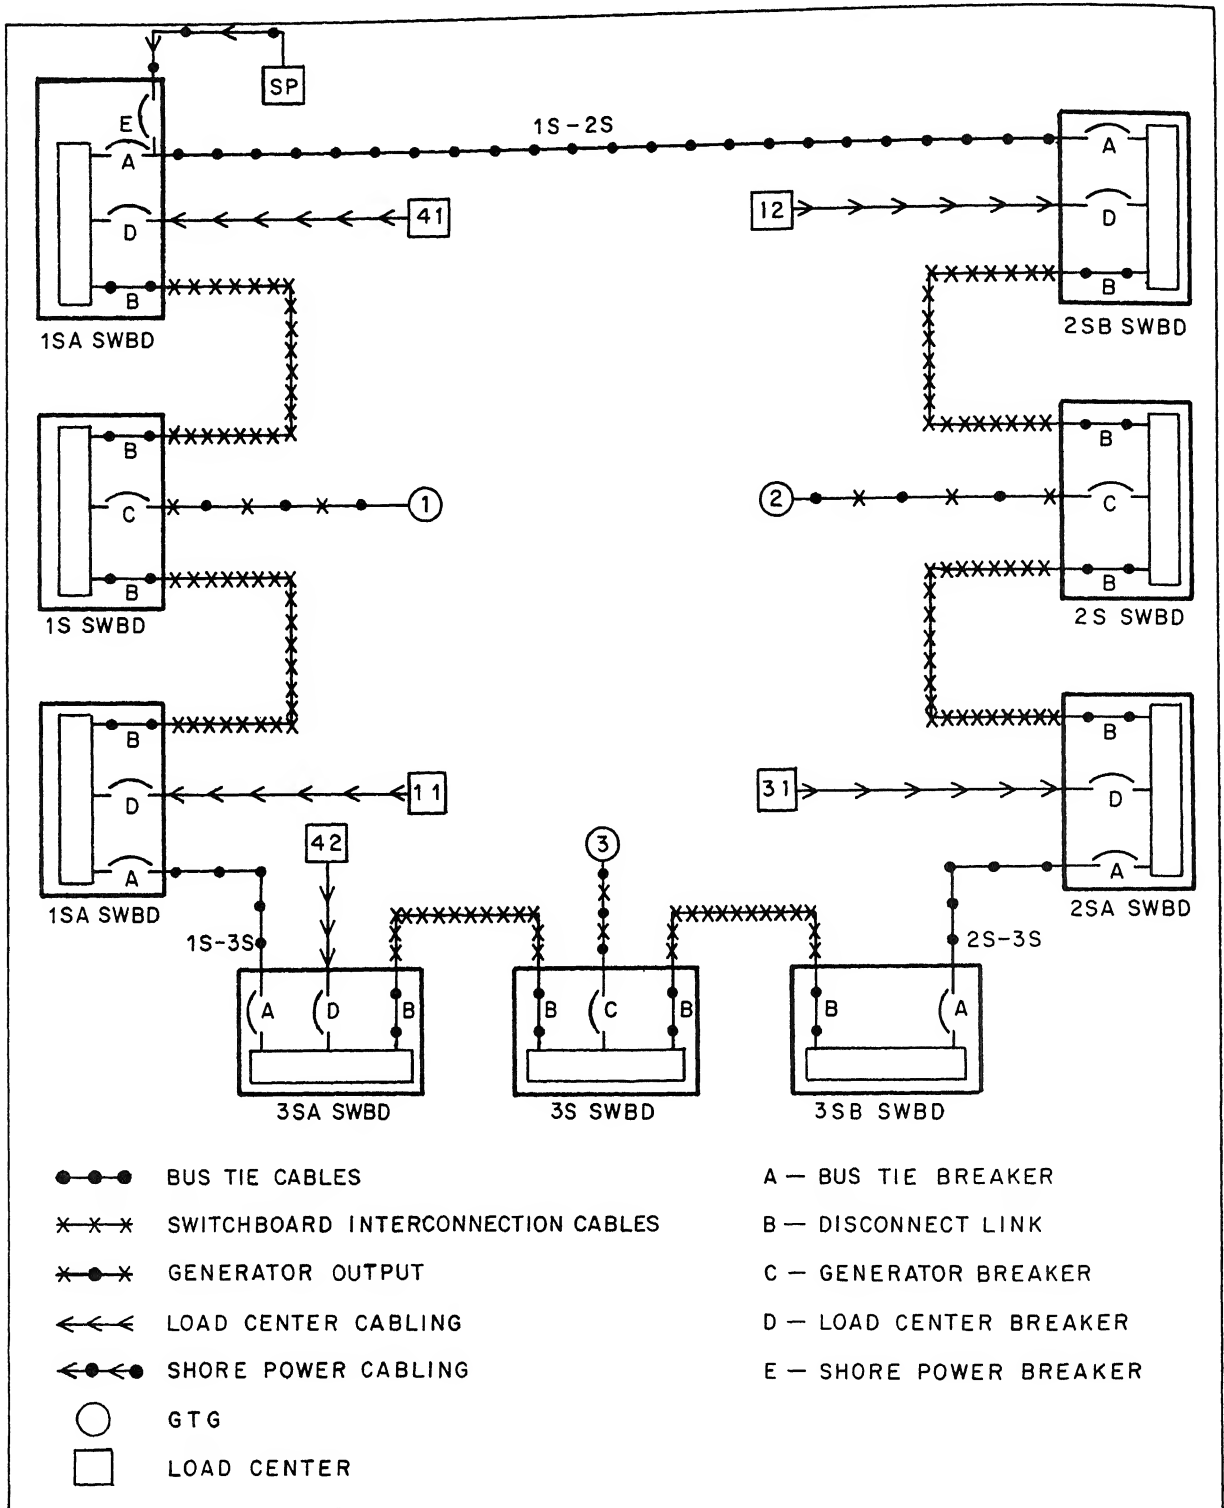 SP
E
1S-2S
A
A
41
12
D
D
B
B
1SA SWBD
2SB SWBD
B
B
1
2
C
C
B
B
1S SWBD
2S SWBD
B
B
11
31
D
D
42
3
A
A
1SA SWBD
2SA SWBD
1S-3S
2S-3S
A
D
B
B
C
B
B
A
3SA SWBD
3S SWBD
3SB SWBD
BUS TIE CABLES
SWITCHBOARD INTERCONNECTION CABLES
GENERATOR OUTPUT
LOAD CENTER CABLING
SHORE POWER CABLING
GTG
LOAD CENTER
A — BUS TIE BREAKER
B — DISCONNECT LINK
C — GENERATOR BREAKER
D — LOAD CENTER BREAKER
E — SHORE POWER BREAKER